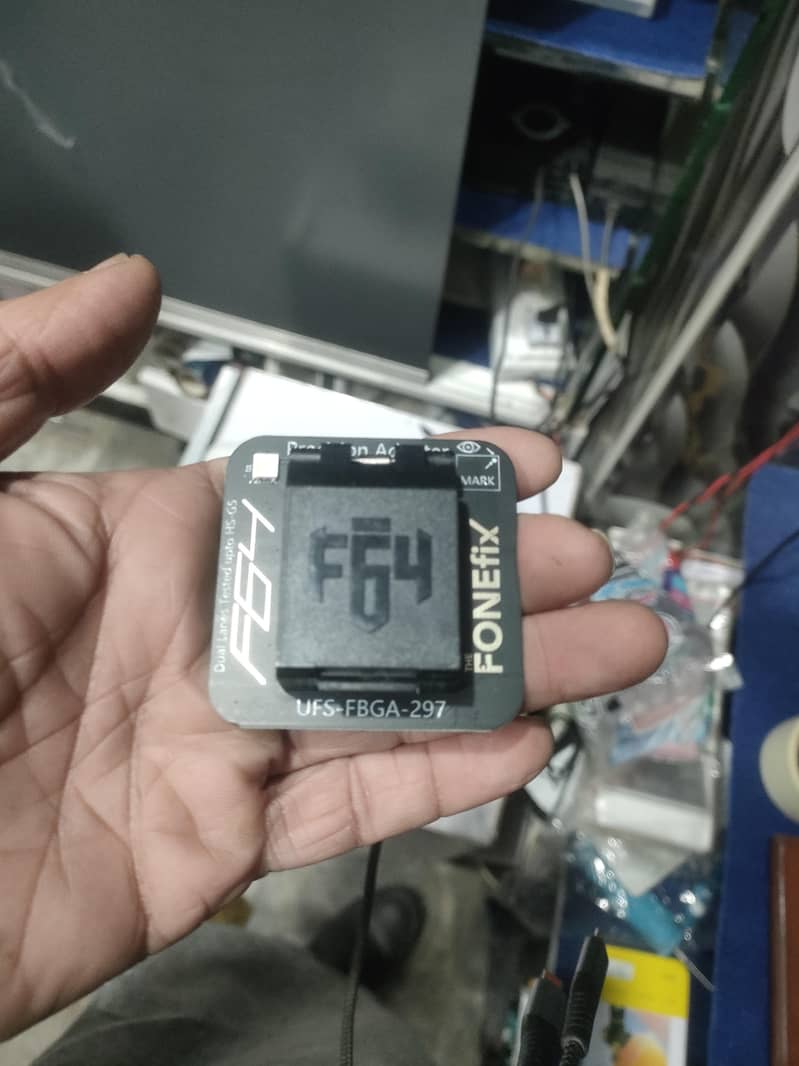 Precision Adapter
MARK
Dual Lanes Tested upto HS-G5
F64
F64
THE
FONEfix
UFS-FBGA-297